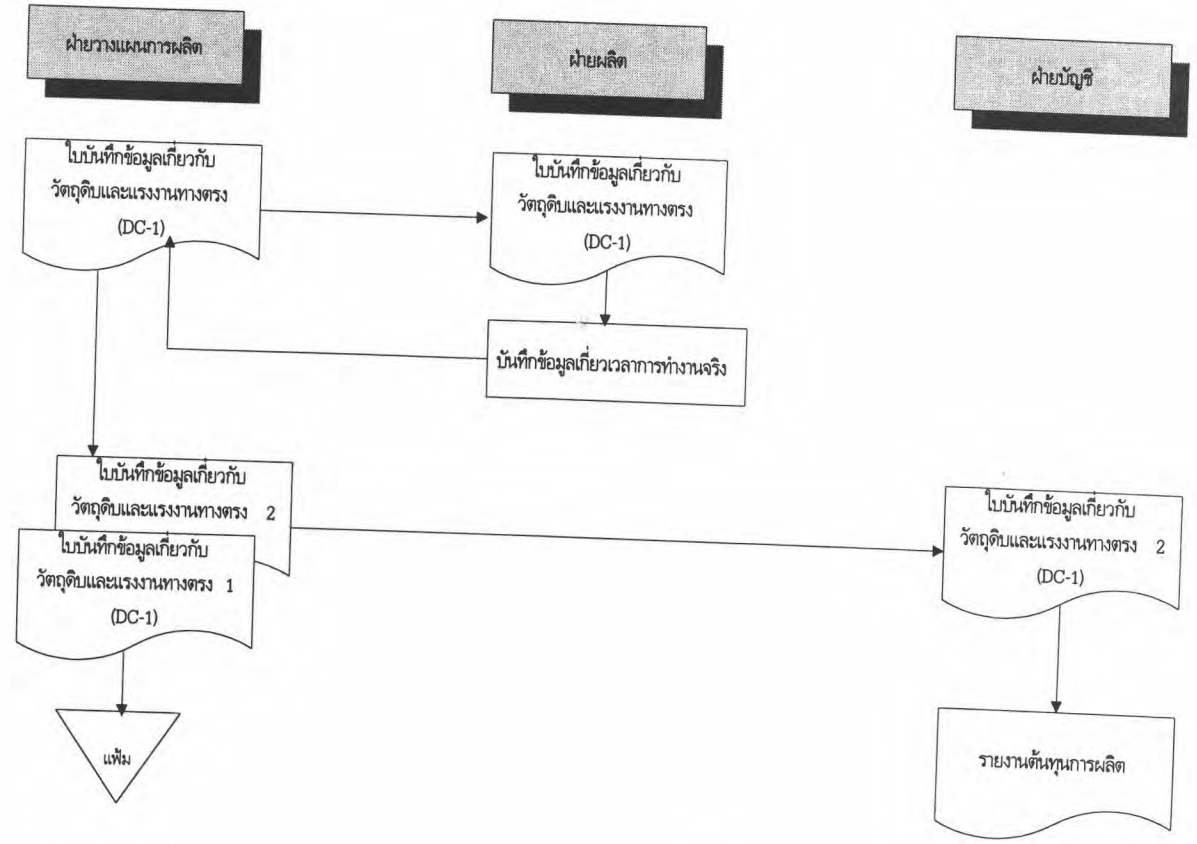 ฝ่ายวางแผนการผลิต
ฝ่ายผลิต
ฝ่ายบัญชี
ใบบันทึกข้อมูลเกี่ยวกับ
วัตถุดิบและแรงงานทางตรง
(DC-1)
ใบบันทึกข้อมูลเกี่ยวกับ
วัตถุดิบและแรงงานทางตรง
(DC-1)
บันทึกข้อมูลเกี่ยวเวลาการทำงานจริง
ใบบันทึกข้อมูลเกี่ยวกับ
วัตถุดิบและแรงงานทางตรง 2
ใบบันทึกข้อมูลเกี่ยวกับ
วัตถุดิบและแรงงานทางตรง 1
(DC-1)
ใบบันทึกข้อมูลเกี่ยวกับ
วัตถุดิบและแรงงานทางตรง 2
(DC-1)
แฟ้ม
รายงานต้นทุนการผลิต